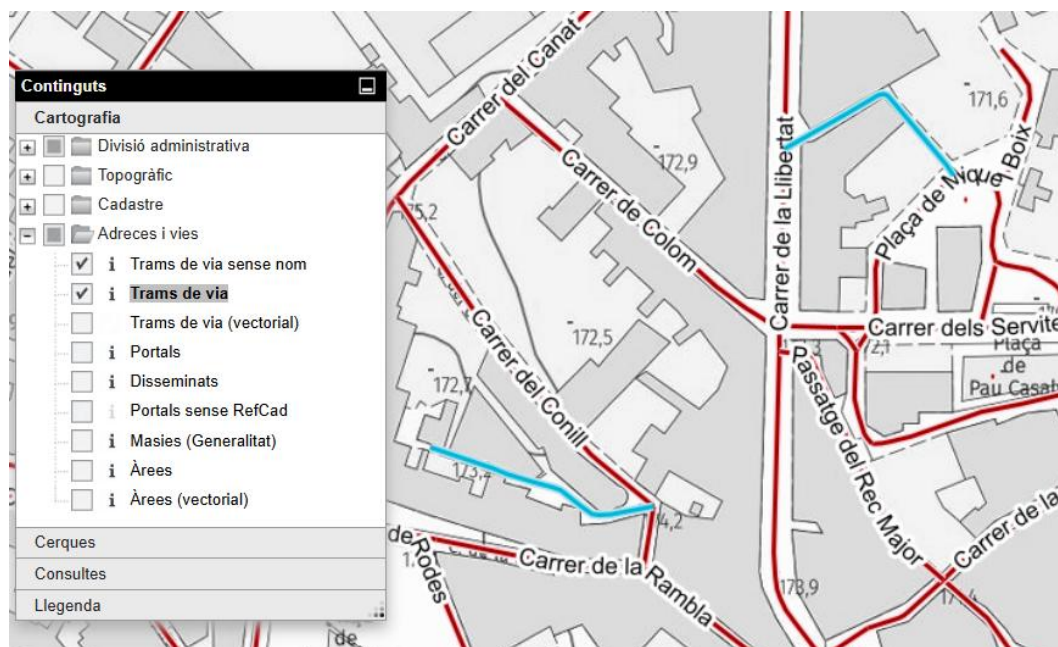 Continguts
Cartografia
Divisió administrativa
Topogràfic
Cadastre
Adreces i vies
Trams de via sense nom
Trams de via
Trams de via (vectorial)
Portals
Disseminats
Portals sense RefCad
Masies (Generalitat)
Àrees
Àrees (vectorial)
Cerques
Consultes
Llegenda
Carrer del Canat
Carrer de Colom
Carrer de la Llibertat
171,6
172,9
Plaça de Miquel Boix
Carrer del Conill
172,5
172,7
Carrer dels Servite
Plaça
de
Pau Casals
Passatge del Rec Major
173,4
de Rodes
Carrer de la Rambla
173,9
Carrer de la
de